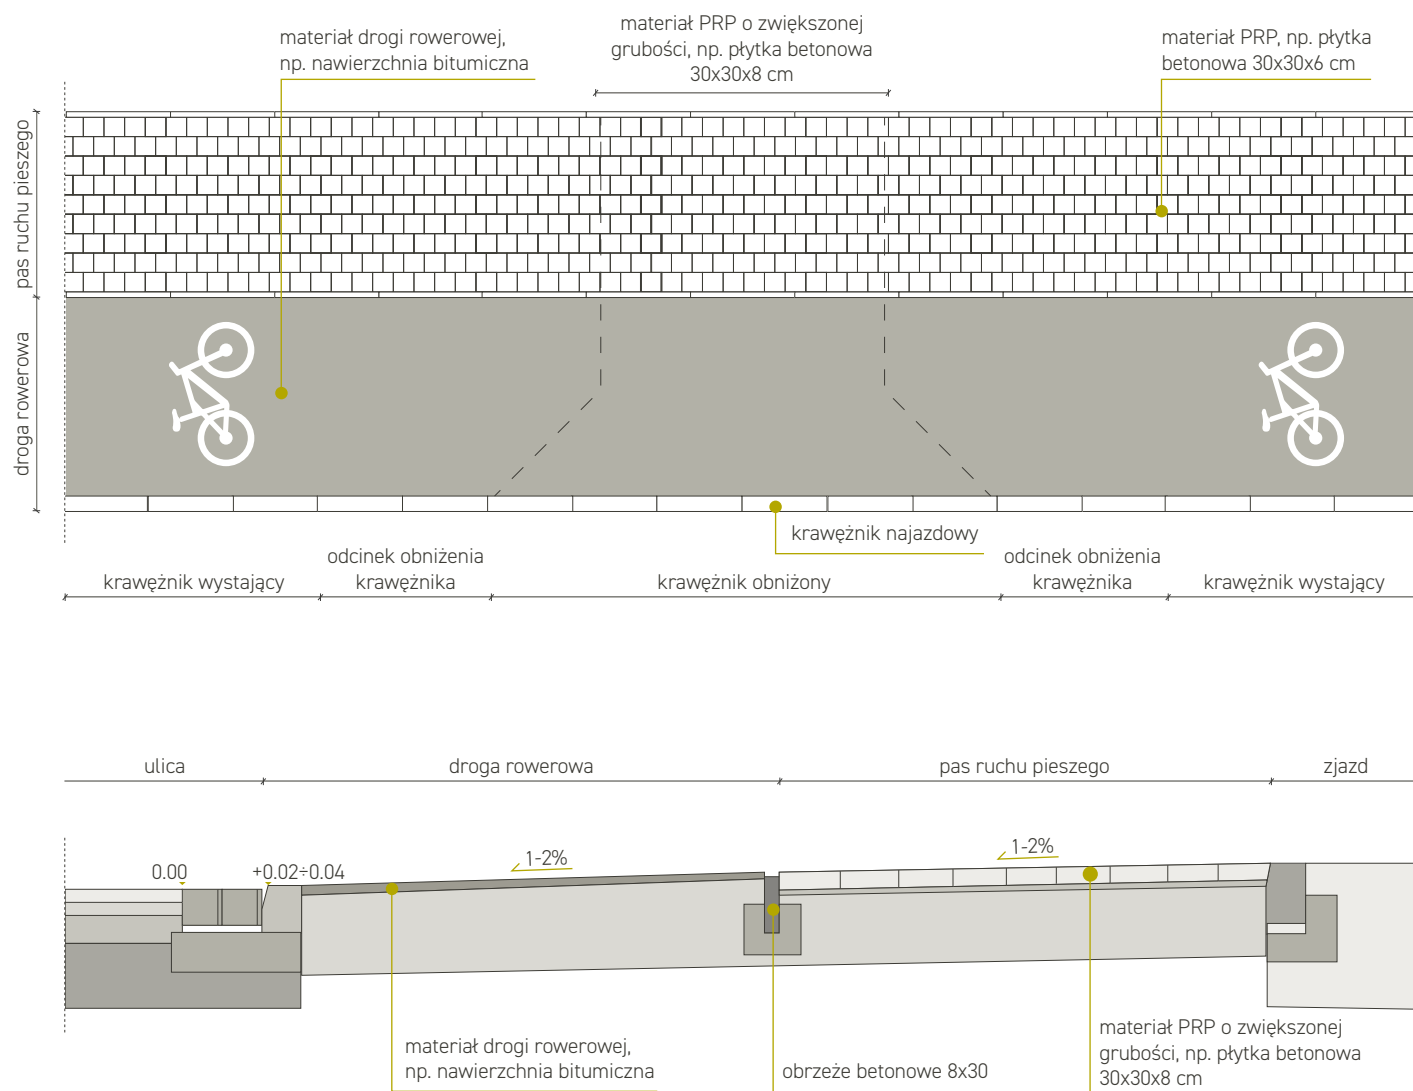 materiał drogi rowerowej,
np. nawierzchnia bitumiczna
materiał PRP o zwiększonej
grubości, np. płytka betonowa
30x30x8 cm
materiał PRP, np. płytka
betonowa 30x30x6 cm
pas ruchu pieszego
droga rowerowa
krawężnik najazdowy
krawężnik wystający
odcinek obniżenia
krawężnika
krawężnik obniżony
odcinek obniżenia
krawężnika
krawężnik wystający
ulica
droga rowerowa
pas ruchu pieszego
zjazd
0.00
+0.02÷0.04
1-2%
1-2%
materiał drogi rowerowej,
np. nawierzchnia bitumiczna
obrzeże betonowe 8x30
materiał PRP o zwiększonej
grubości, np. płytka betonowa
30x30x8 cm